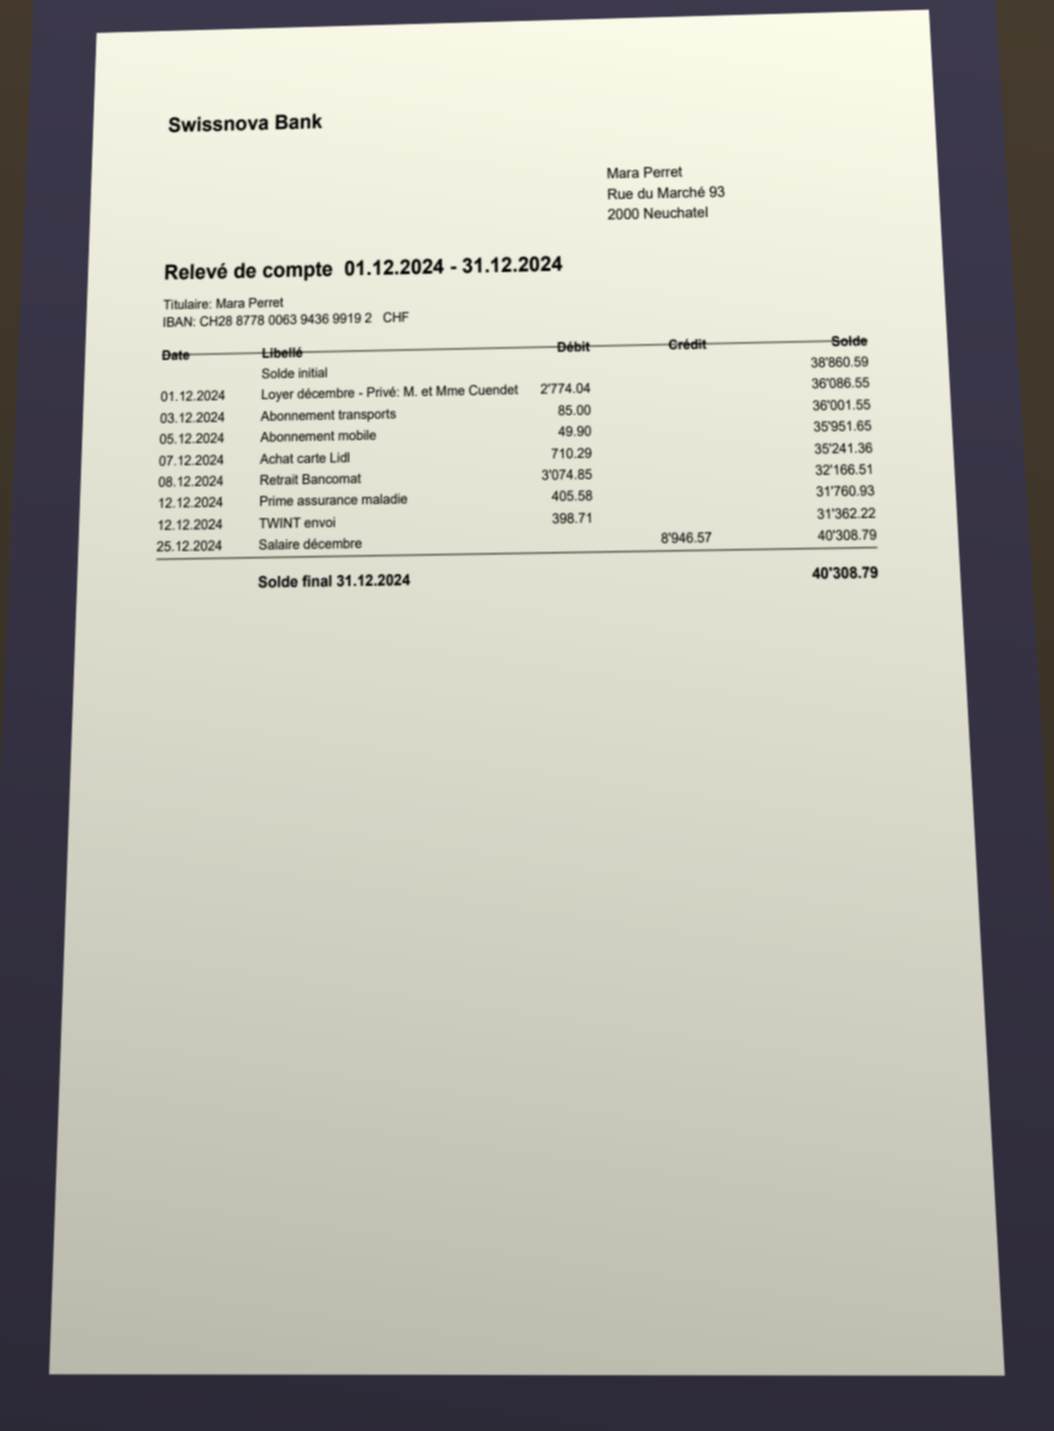 Swissnova Bank
Mara Perret
Rue du Marché 93
2000 Neuchatel
Relevé de compte 01.12.2024 - 31.12.2024
Titulaire: Mara Perret
IBAN: CH28 8778 0063 9436 9919 2 CHF
Date Libellé Débit Crédit Solde
Solde initial 38'860.59
01.12.2024 Loyer décembre - Privé: M. et Mme Cuendet 2'774.04 36'086.55
03.12.2024 Abonnement transports 85.00 36'001.55
05.12.2024 Abonnement mobile 49.90 35'951.65
07.12.2024 Achat carte Lidl 710.29 35'241.36
08.12.2024 Retrait Bancomat 3'074.85 32'166.51
12.12.2024 Prime assurance maladie 405.58 31'760.93
12.12.2024 TWINT envoi 398.71 31'362.22
25.12.2024 Salaire décembre 8'946.57 40'308.79
Solde final 31.12.2024 40'308.79